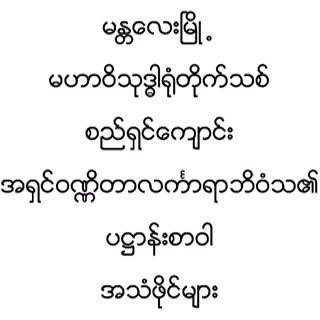 မန္တလေးမြို့
မဟာဝိသုဒ္ဓါရုံတိုက်သစ်
စည်ရှင်ကျောင်း
အရှင်ဝဏ္ဏိတာလင်္ကာရာဘိဝံသ၏
ပဋ္ဌာန်းစာဝါ
အသံဖိုင်များ